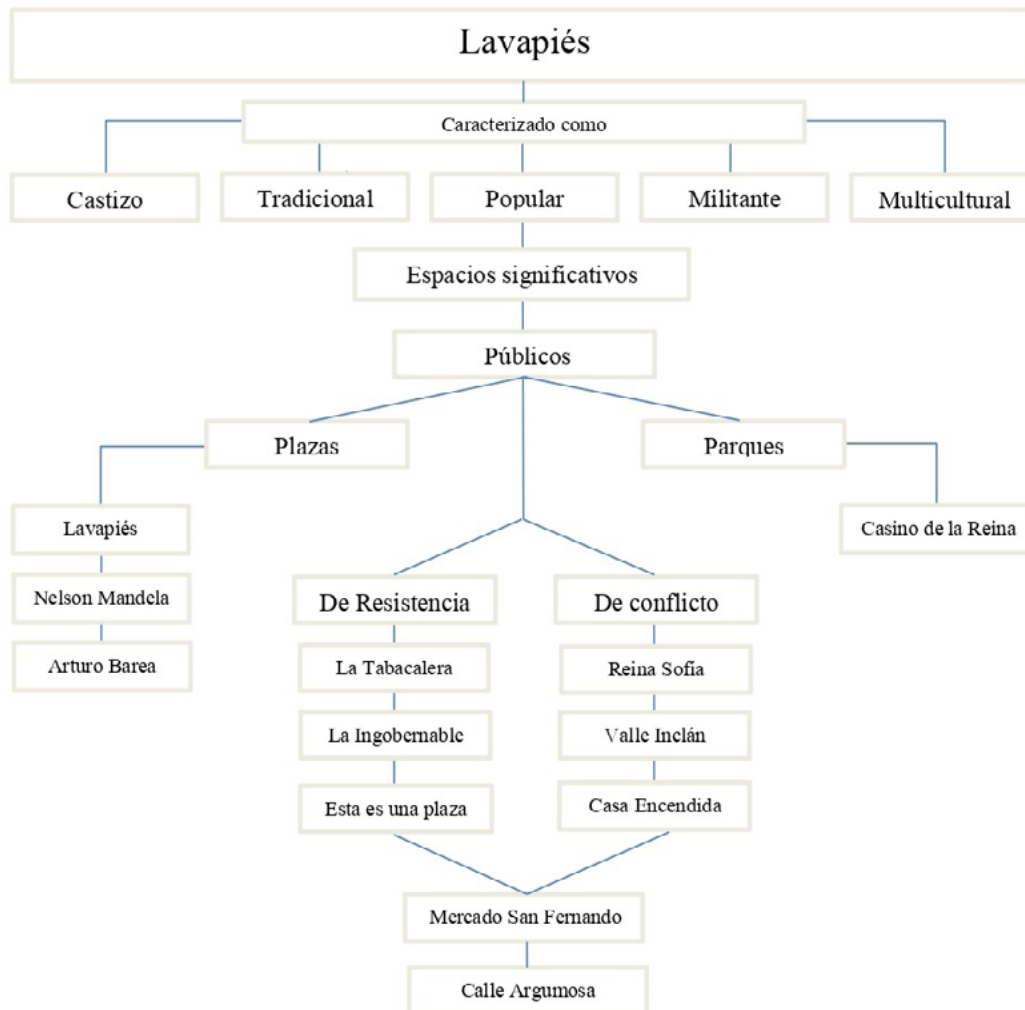 Lavapiés
Caracterizado como
Castizo
Tradicional
Popular
Militante
Multicultural
Espacios significativos
Públicos
Plazas
Parques
Lavapiés
Casino de la Reina
Nelson Mandela
De Resistencia
De conflicto
Arturo Barea
La Tabacalera
Reina Sofía
La Ingobernable
Valle Inclán
Esta es una plaza
Casa Encendida
Mercado San Fernando
Calle Argumosa